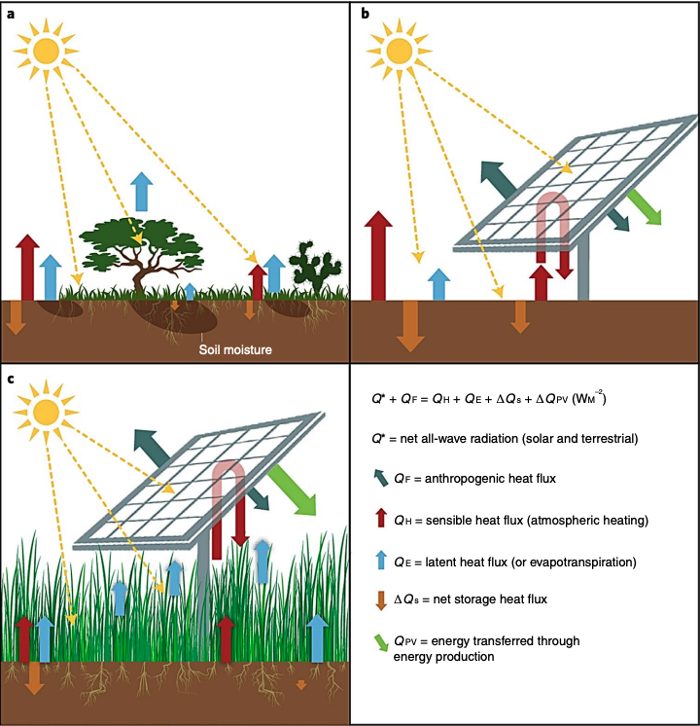 a
b
Soil moisture
c
Q* + QF = QH + QE + ΔQs + ΔQPV (WM⁻²)
Q* = net all-wave radiation (solar and terrestrial)
QF = anthropogenic heat flux
QH = sensible heat flux (atmospheric heating)
QE = latent heat flux (or evapotranspiration)
ΔQs = net storage heat flux
QPV = energy transferred through
energy production